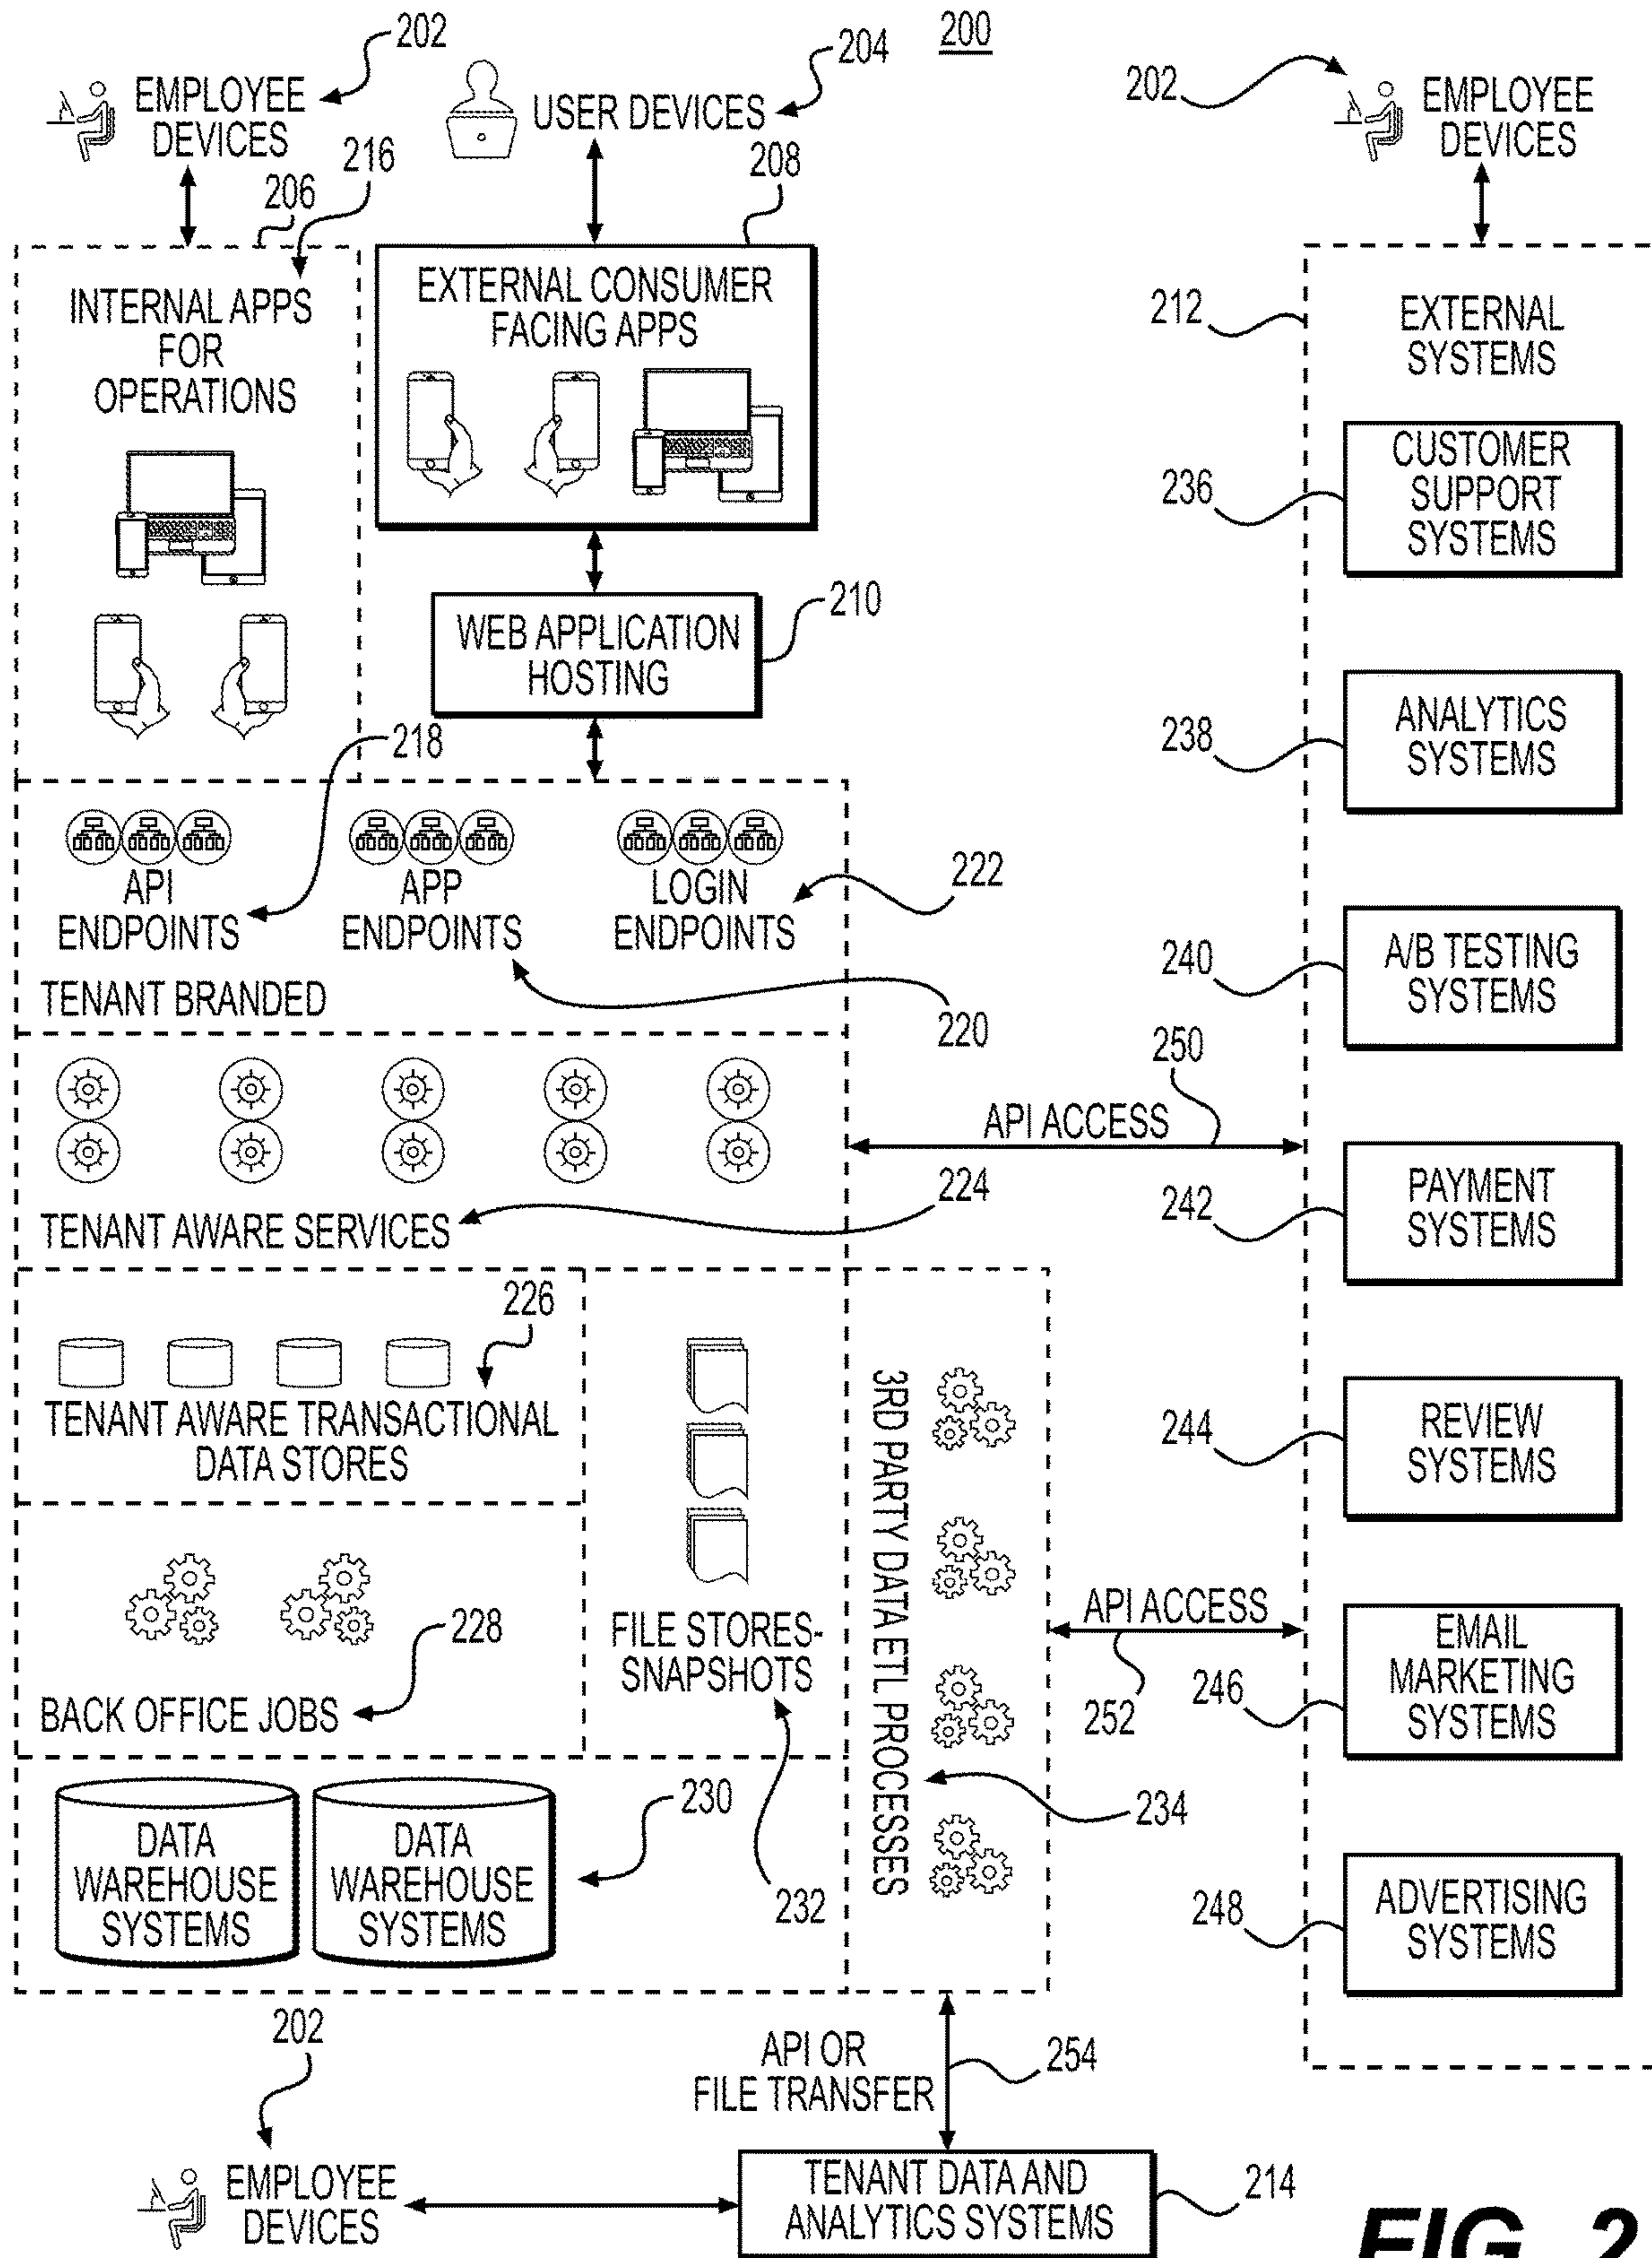 200
202
EMPLOYEE
DEVICES
204
USER DEVICES
202
EMPLOYEE
DEVICES
206
216
208
INTERNAL APPS
FOR
OPERATIONS
EXTERNAL CONSUMER
FACING APPS
WEB APPLICATION
HOSTING
210
218
API
ENDPOINTS
APP
ENDPOINTS
LOGIN
ENDPOINTS
222
TENANT BRANDED
220
TENANT AWARE SERVICES
224
API ACCESS
250
226
TENANT AWARE TRANSACTIONAL
DATA STORES
228
BACK OFFICE JOBS
FILE STORES-
SNAPSHOTS
232
3RD PARTY DATA ETL PROCESSES
234
API ACCESS
252
DATA
WAREHOUSE
SYSTEMS
DATA
WAREHOUSE
SYSTEMS
230
212
EXTERNAL
SYSTEMS
236
CUSTOMER
SUPPORT
SYSTEMS
238
ANALYTICS
SYSTEMS
240
A/B TESTING
SYSTEMS
242
PAYMENT
SYSTEMS
244
REVIEW
SYSTEMS
246
EMAIL
MARKETING
SYSTEMS
248
ADVERTISING
SYSTEMS
202
EMPLOYEE
DEVICES
API OR
FILE TRANSFER
254
TENANT DATA AND
ANALYTICS SYSTEMS
214
FIG. 2